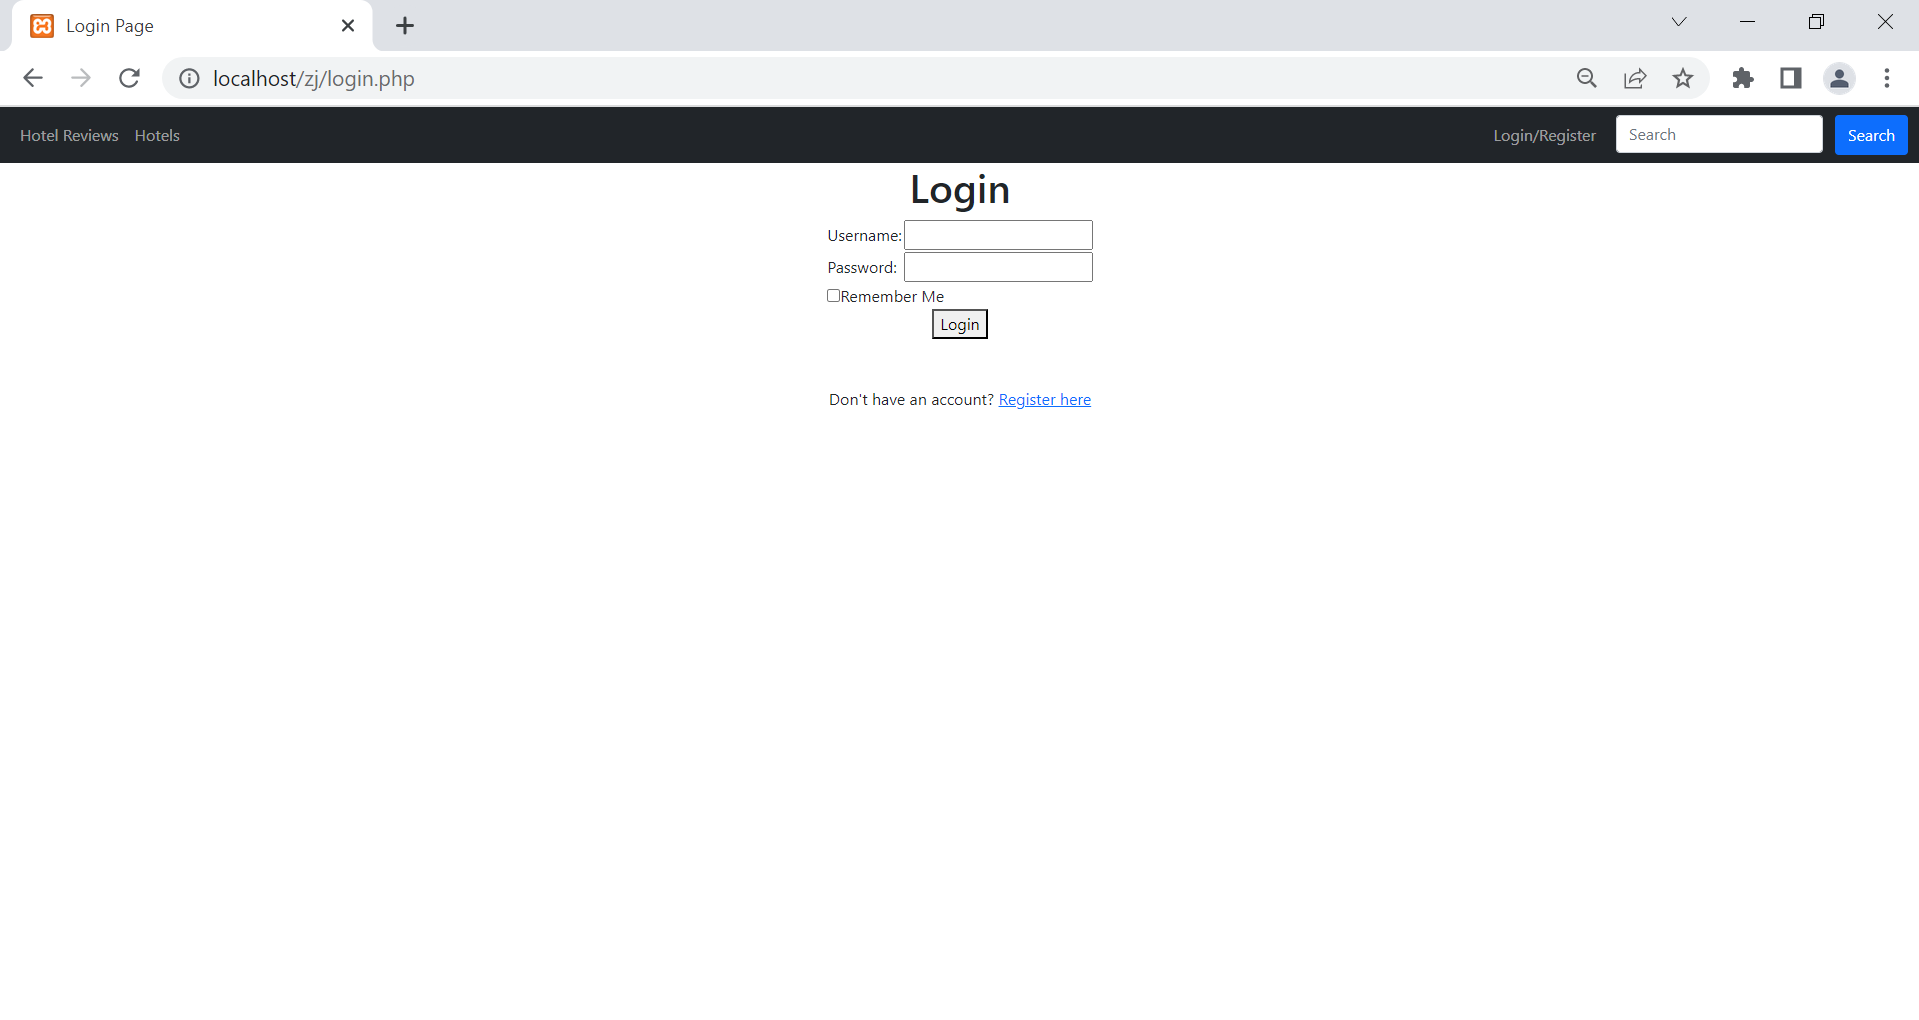 Login Page
localhost/zj/login.php
Hotel Reviews Hotels Login/Register Search Search
Login
Username:
Password:
Remember Me
Login
Don't have an account? Register here